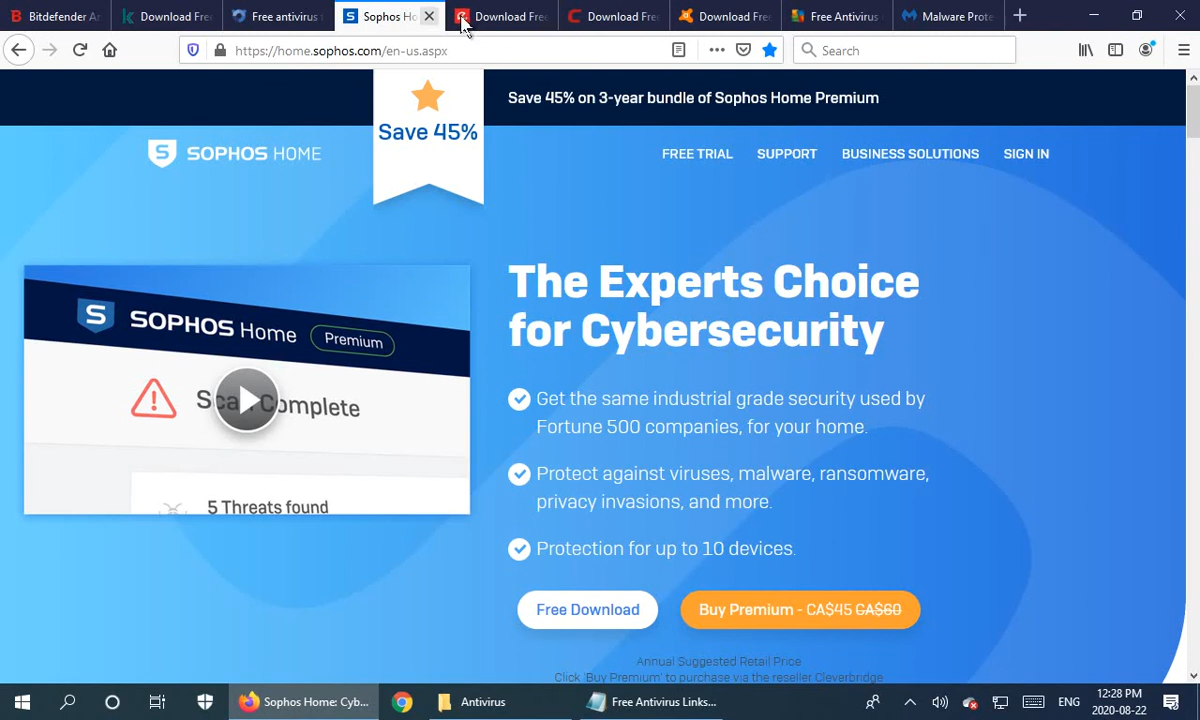 Bitdefender An
Download Free
Free antivirus
Sophos Ho
Download Free
Download Free
Download Free
Free Antivirus
Malware Prote
https://home.sophos.com/en-us.aspx
Search
Save 45% on 3-year bundle of Sophos Home Premium
Save 45%
SOPHOS HOME
FREE TRIAL
SUPPORT
BUSINESS SOLUTIONS
SIGN IN
SOPHOS Home
Premium
Scan Complete
5 Threats found
The Experts Choice
for Cybersecurity
Get the same industrial grade security used by
Fortune 500 companies, for your home.
Protect against viruses, malware, ransomware,
privacy invasions, and more.
Protection for up to 10 devices.
Free Download
Buy Premium - CA$45 CA$60
Annual Suggested Retail Price
Click 'Buy Premium' to purchase via the reseller Cleverbridge
Sophos Home: Cyb...
Antivirus
Free Antivirus Links...
ENG
12:28 PM
2020-08-22